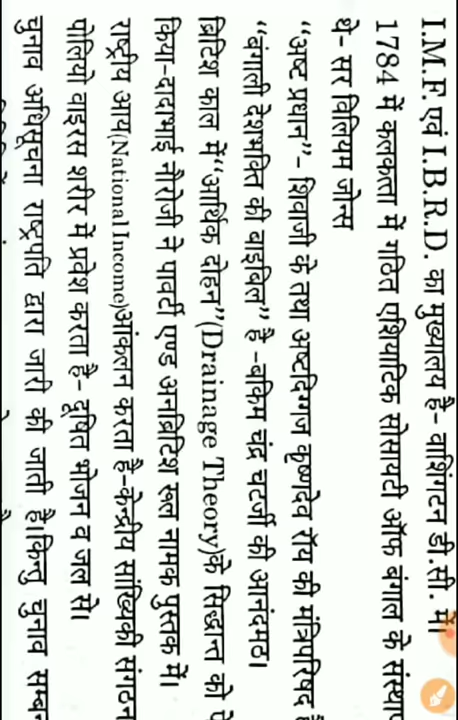 I.M.F. एवं I.B.R.D. का मुख्यालय है- वाशिंगटन डी.सी. में।
1784 में कलकत्ता में गठित एशियाटिक सोसायटी ऑफ बंगाल के
थे- सर विलियम जोन्स
“अष्ट प्रधान”- शिवाजी के तथा अष्टदिग्गज कृष्णदेव रॉय की मंत्रिपरिषद
“बंगाली देशभक्ति की बाइबिल” है -बकिम चंद्र चटर्जी की आनंदमठ।
ब्रिटिश काल में “आर्थिक दोहन”(Drainage Theory)के सिद्धान्त को
किया-दादाभाई नौरोजी ने पावर्टी एण्ड अनब्रिटिश रूल नामक पुस्तक में।
राष्ट्रीय आय(National Income)आंकलन करता है-केन्द्रीय सांख्यिकी संगठन
पोलियो वाइरस शरीर में प्रवेश करता है- दूषित भोजन व जल से।
चुनाव अधिसूचना राष्ट्रपति द्वारा जारी की जाती है।किन्तु चुनाव